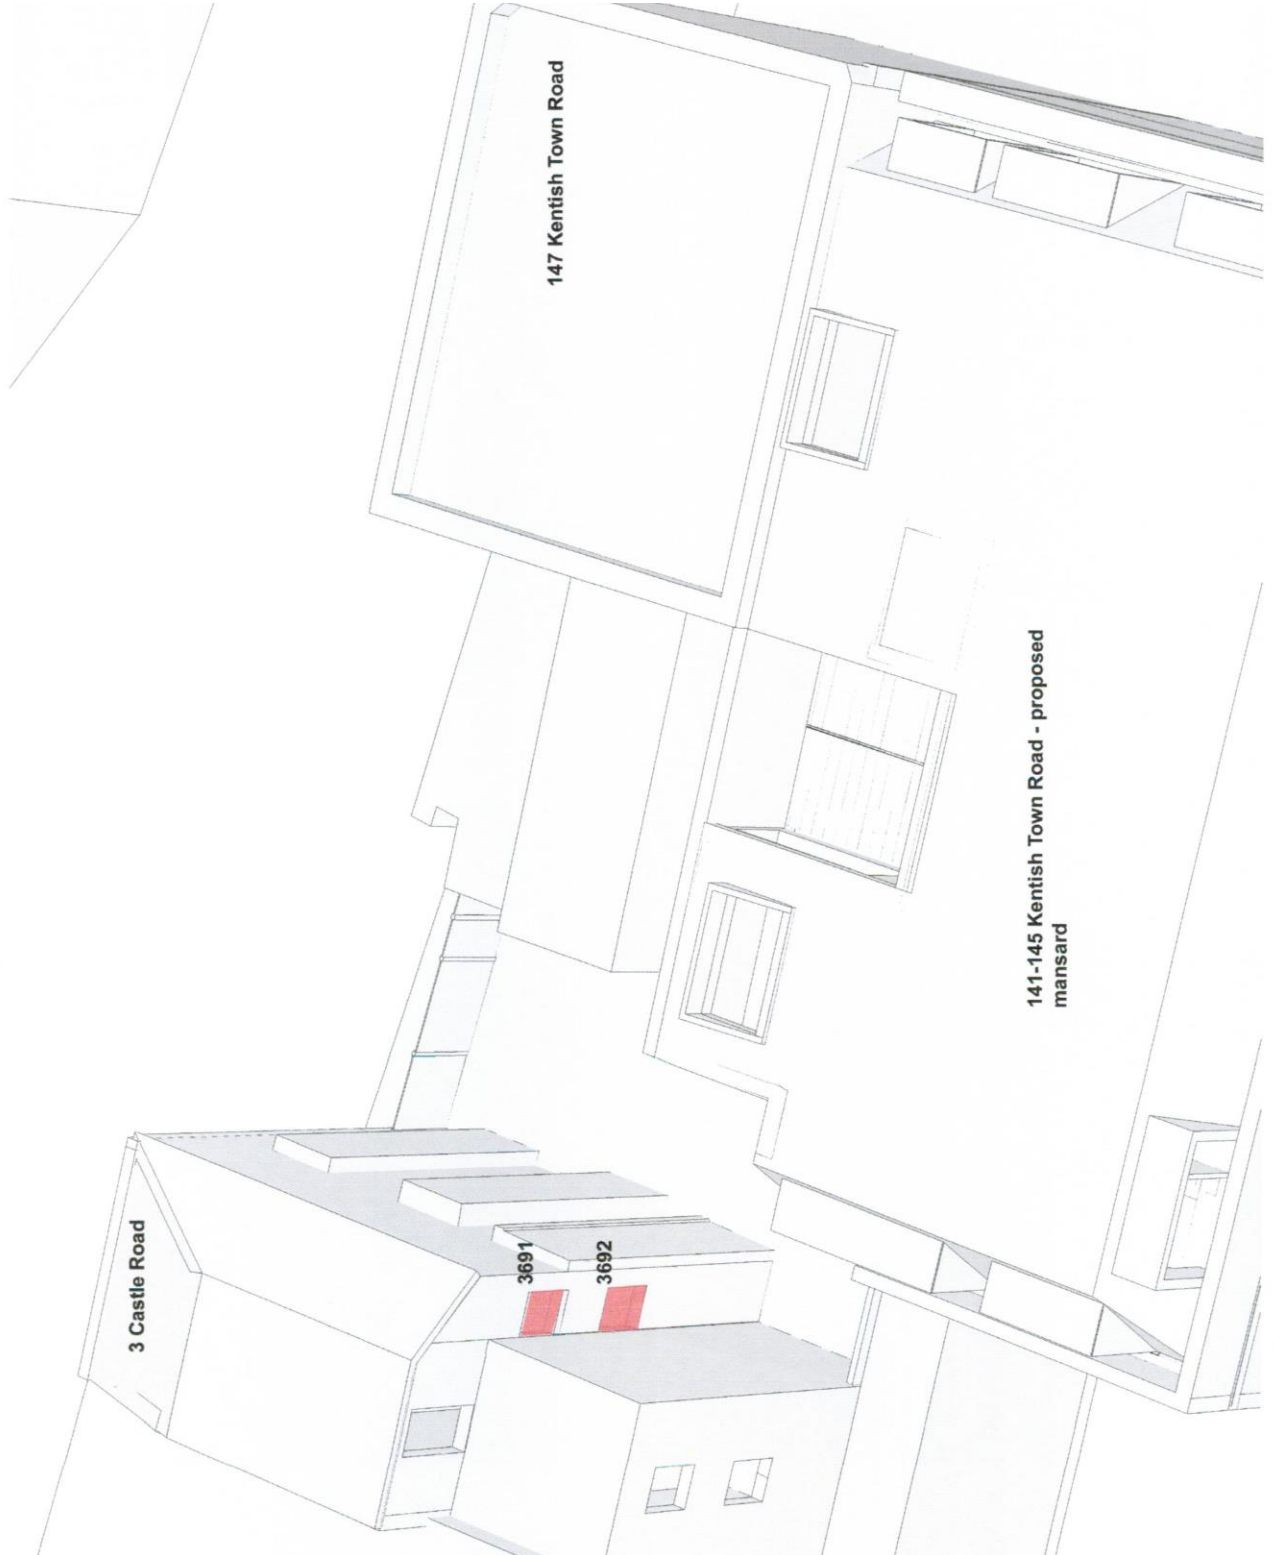 147 Kentish Town Road
3 Castle Road
3691
3692
141-145 Kentish Town Road - proposed
mansard